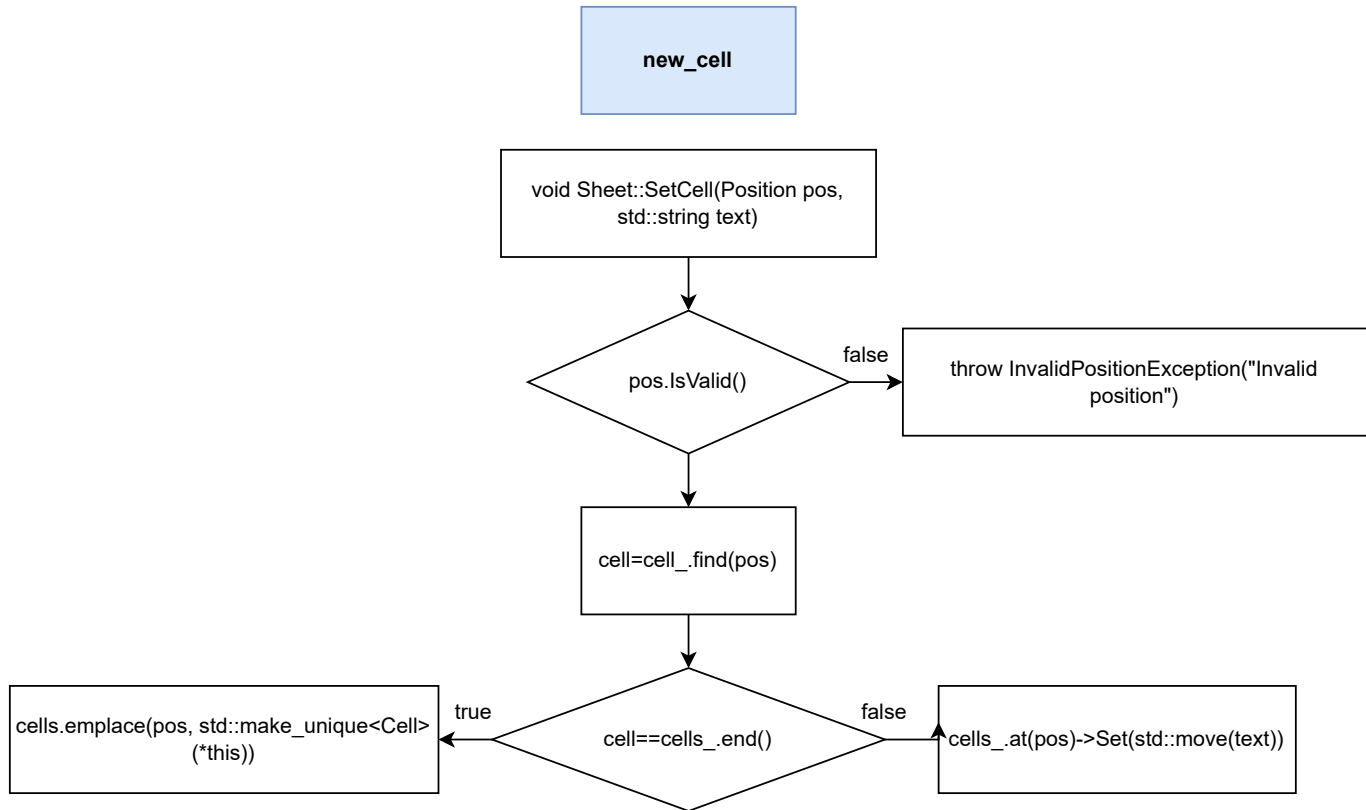 new_cell
void Sheet::SetCell(Position pos,
std::string text)
false
pos.IsValid()
throw InvalidPositionException("Invalid
position")
cell=cell_.find(pos)
true
false
cells.emplace(pos, std::make_unique<Cell>
(*this))
cell==cells_.end()
cells_.at(pos)->Set(std::move(text))